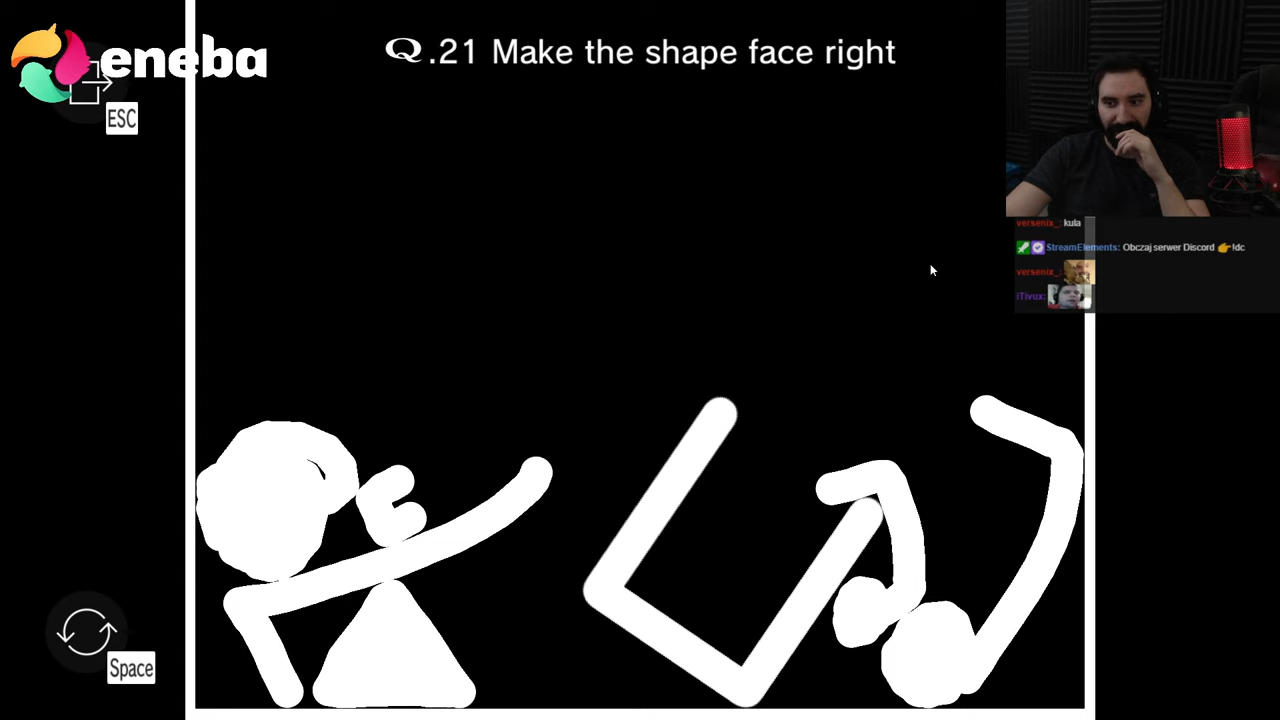 eneba
Q.21 Make the shape face right
ESC
versenix_: kula
StreamElements: Obczaj serwer Discord 👉 !dc
versenix_:
iTivux:
Space